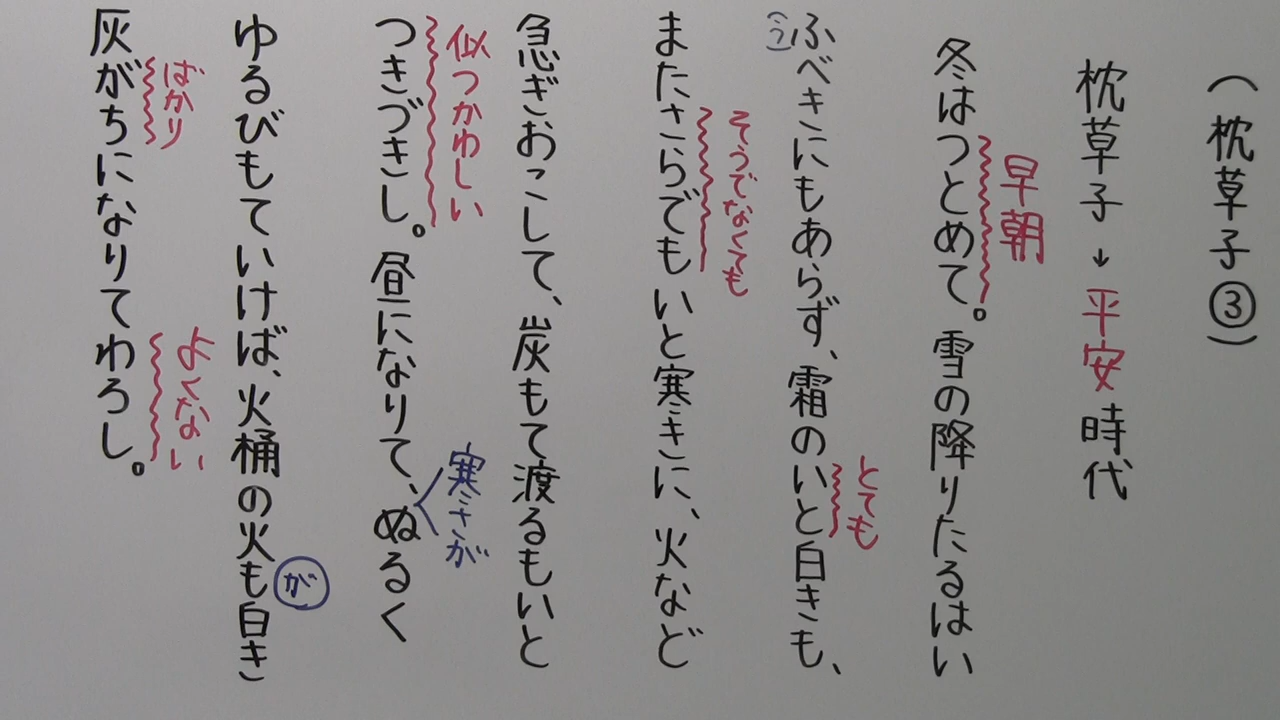 (枕草子③)
枕草子→平安時代
早朝
冬はつとめて。雪の降りたるはい
ふべきにもあらず、霜のいと白きも、
(う)
とても
そうでなくても
またさらでもいと寒きに、火など
急ぎおこして、炭もて渡るもいと
似つかわしい
つきづきし。昼になりて、ぬるく
寒さが
が
ゆるびもていけば、火桶の火も白き
ばかり
よくない
灰がちになりてわろし。